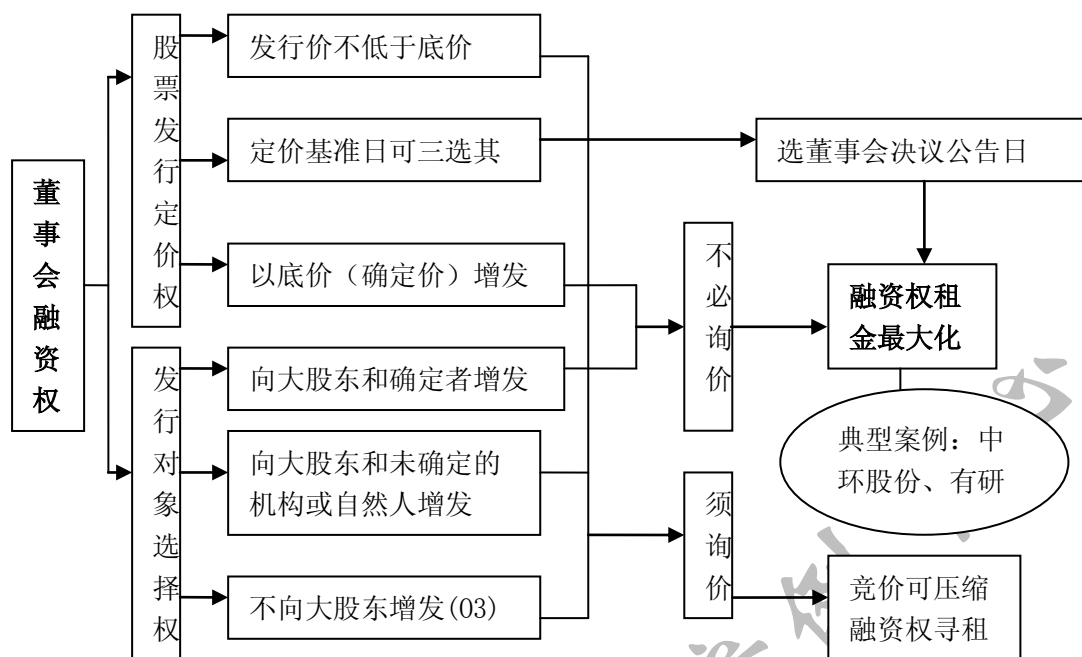 董事会融资权
股票发行定价权
发行价不低于底价
定价基准日可三选其
以底价（确定价）增发
发行对象选择权
向大股东和确定者增发
向大股东和未确定的
机构或自然人增发
不向大股东增发(03)
不必询价
须询价
选董事会决议公告日
融资权租
金最大化
典型案例：中
环股份、有研
竞价可压缩
融资权寻租